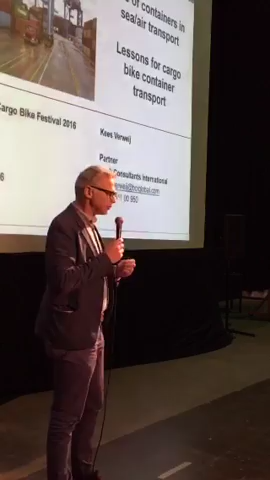 of containers in
sea/air transport
Lessons for cargo
bike container
transport
Cargo Bike Festival 2016
Kees Verweij
Partner
Consultants International